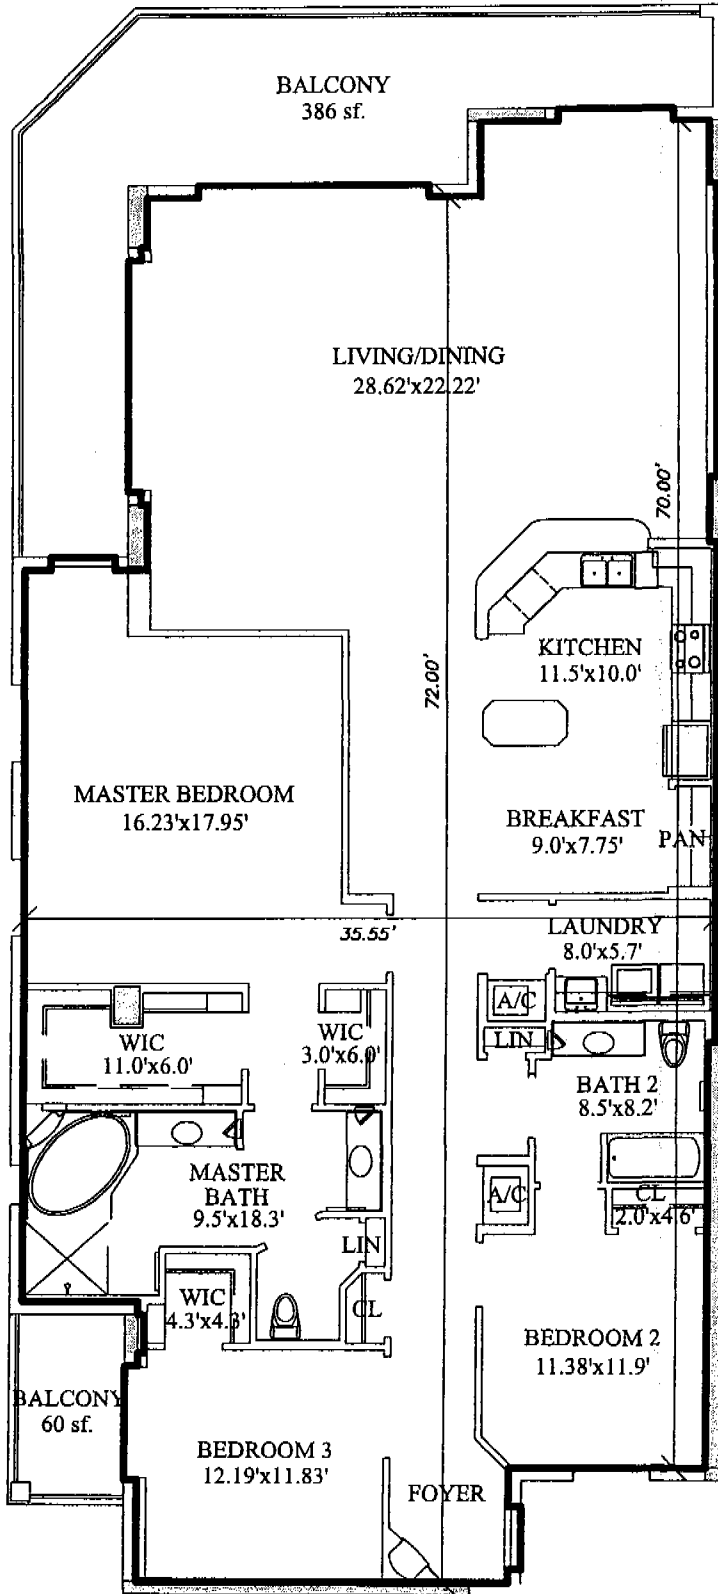 BALCONY
386 sf.
LIVING/DINING
28.62'x22.22'
70.00'
72.00'
KITCHEN
11.5'x10.0'
MASTER BEDROOM
16.23'x17.95'
BREAKFAST
9.0'x7.75'
PAN
35.55'
LAUNDRY
8.0'x5.7'
A/C
WIC
11.0'x6.0'
WIC
3.0'x6.0'
LIN
BATH 2
8.5'x8.2'
MASTER
BATH
9.5'x18.3'
A/C
CL
2.0'x4.6'
LIN
WIC
4.3'x4.3'
CL
BEDROOM 2
11.38'x11.9'
BALCONY
60 sf.
BEDROOM 3
12.19'x11.83'
FOYER